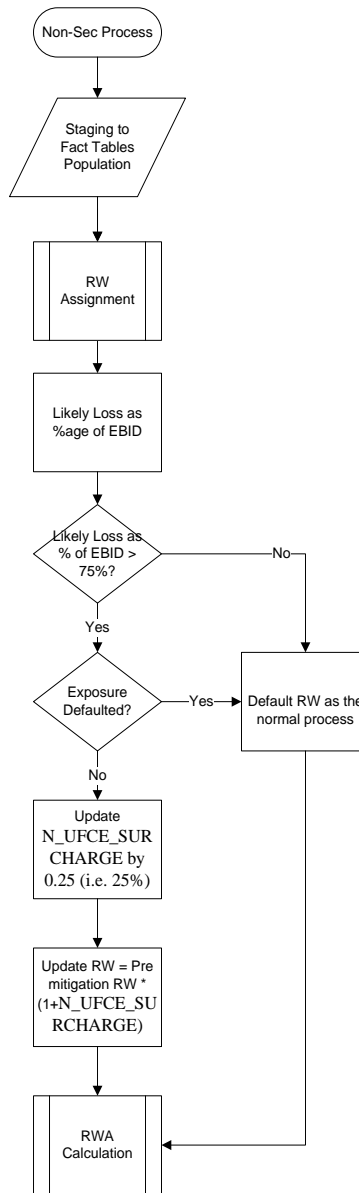 Non-Sec Process
Staging to
Fact Tables
Population
RW
Assignment
Likely Loss as
%age of EBID
Likely Loss as
% of EBID >
75%?
No
Yes
Exposure
Defaulted?
Yes
Default RW as the
normal process
No
Update
N_UFCE_SUR
CHARGE by
0.25 (i.e. 25%)
Update RW = Pre
mitigation RW *
(1+N_UFCE_SU
RCHARGE)
RWA
Calculation